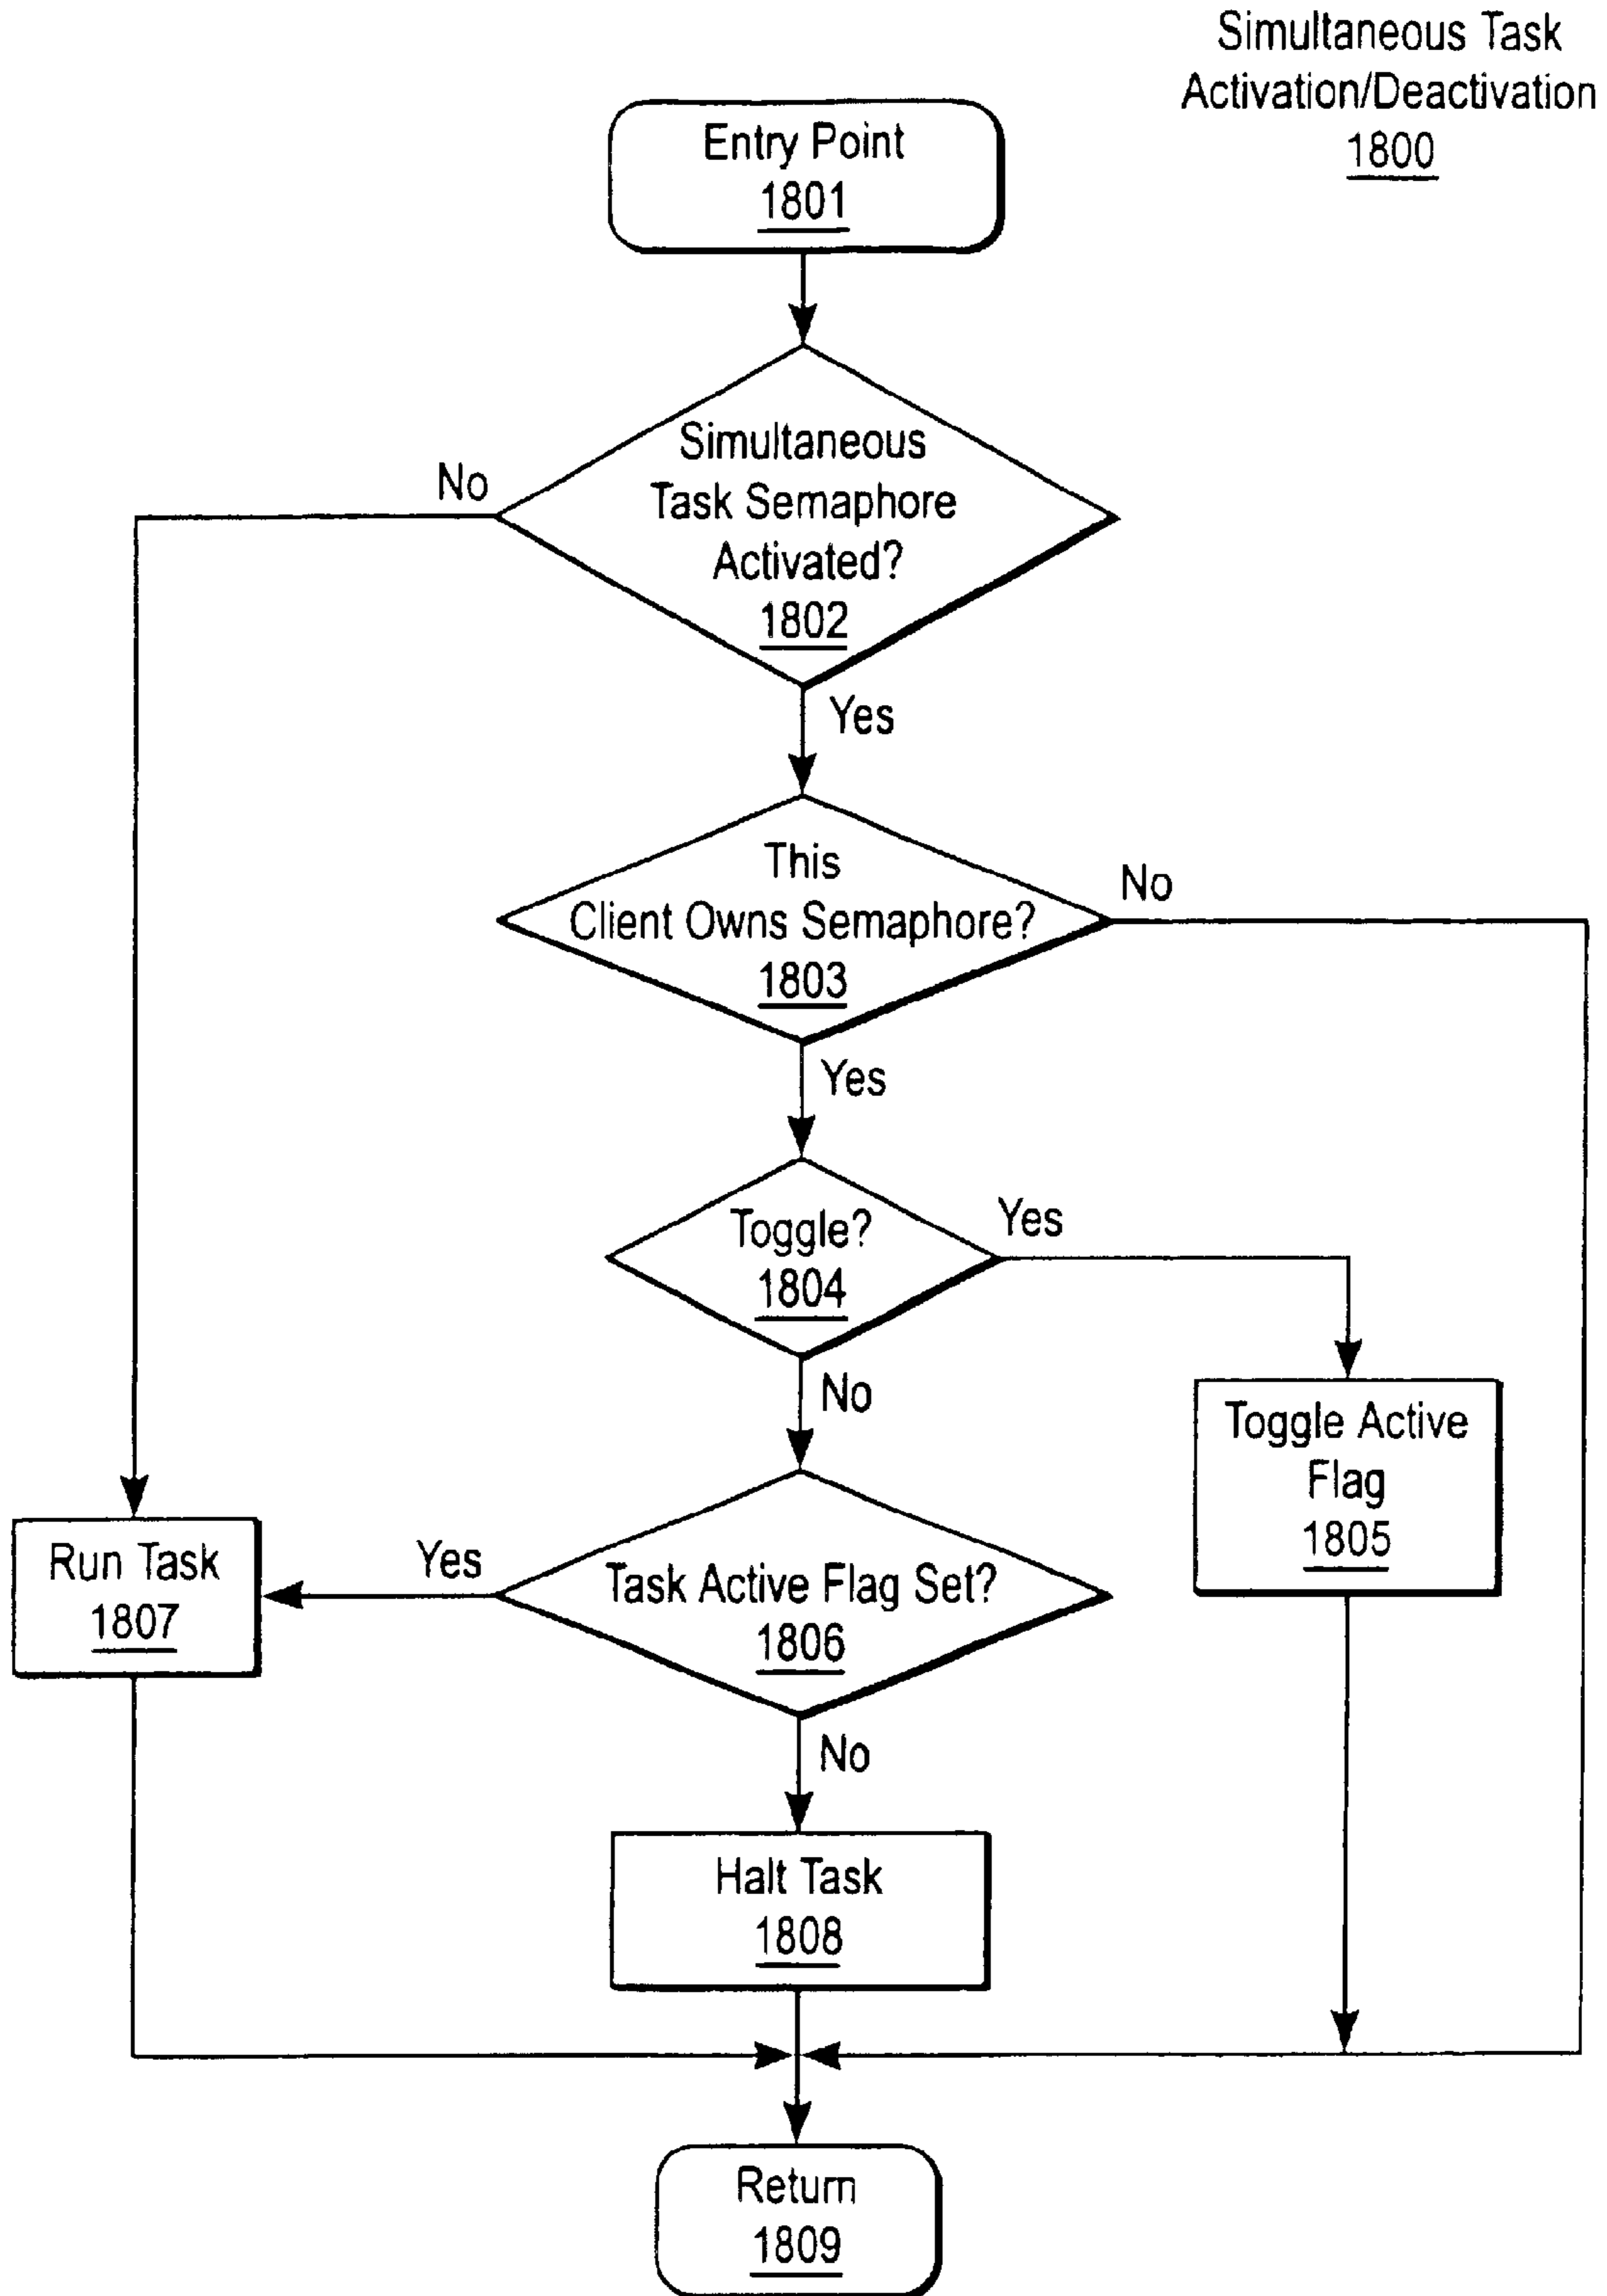 Simultaneous Task
Activation/Deactivation
1800
Entry Point
1801
Simultaneous
Task Semaphore
Activated?
1802
No
Yes
This
Client Owns Semaphore?
1803
No
Yes
Toggle?
1804
Yes
No
Toggle Active
Flag
1805
Task Active Flag Set?
1806
Yes
Run Task
1807
No
Halt Task
1808
Return
1809